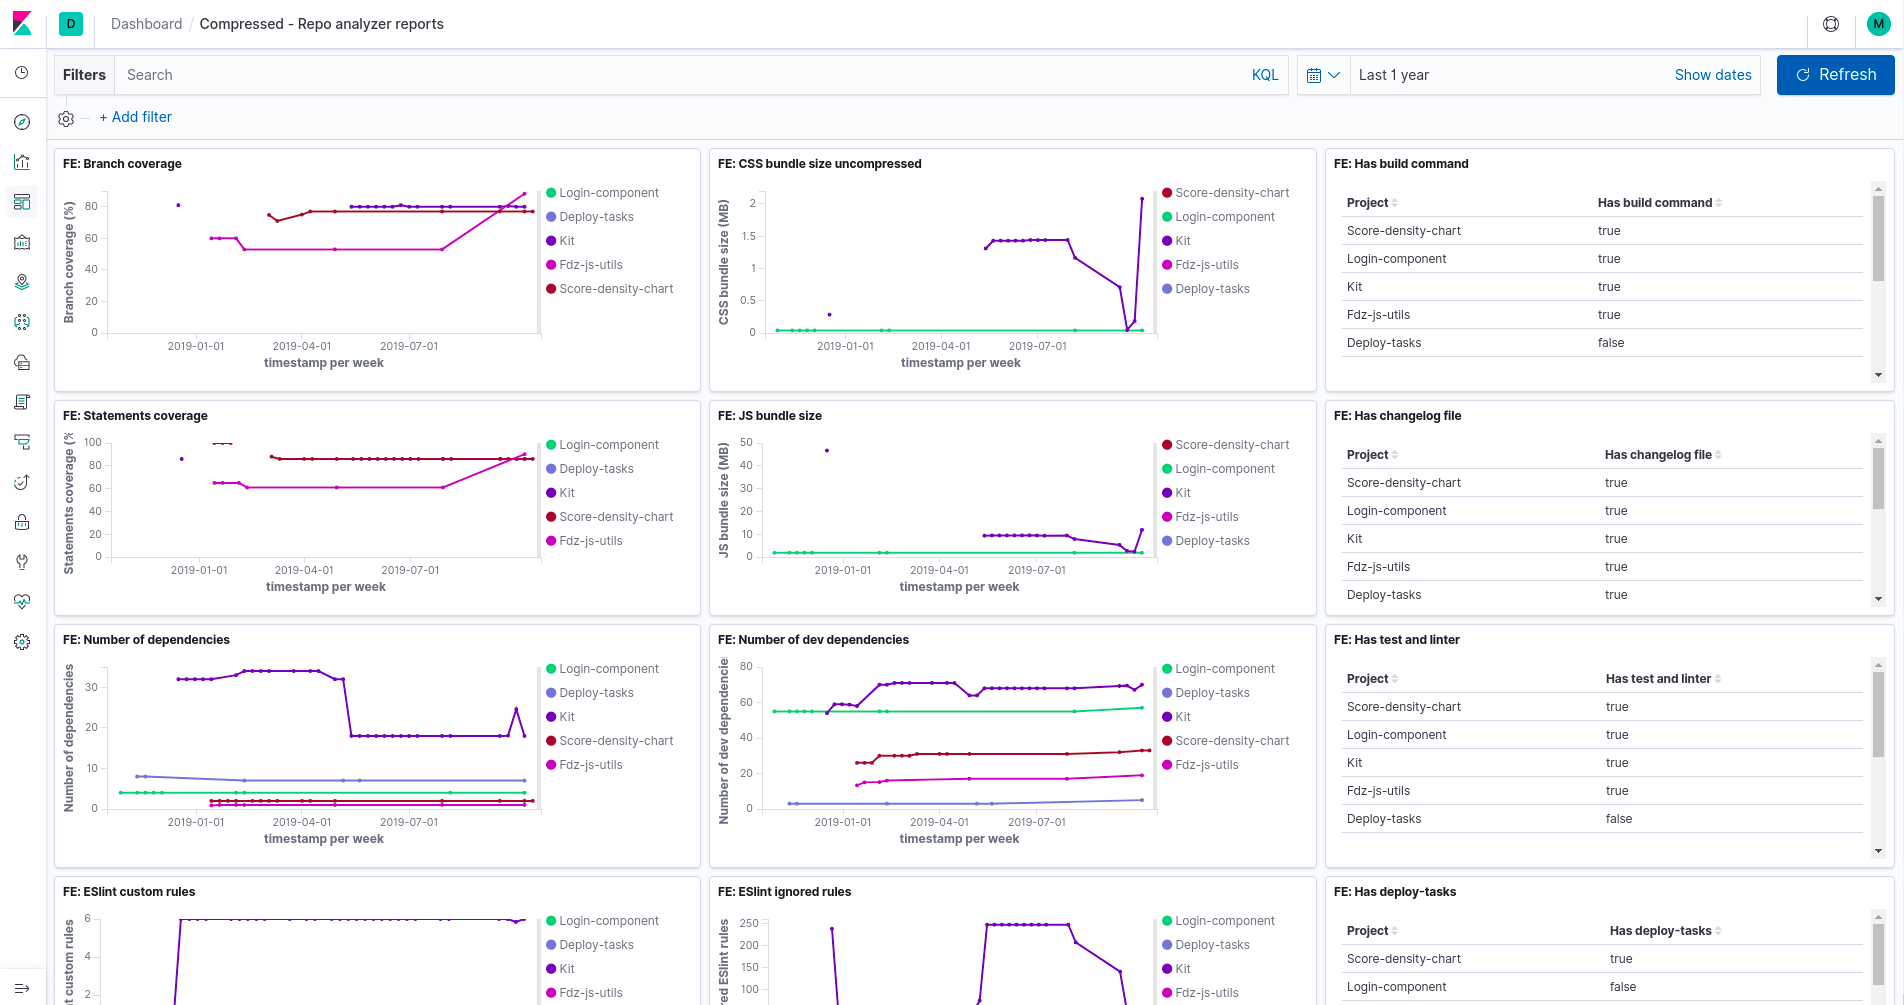 D Dashboard / Compressed - Repo analyzer reports M
Filters Search KQL Last 1 year Show dates Refresh
+ Add filter
FE: Branch coverage
Branch coverage (%)
80
60
40
20
0
2019-01-01 2019-04-01 2019-07-01
timestamp per week
Login-component
Deploy-tasks
Kit
Fdz-js-utils
Score-density-chart
FE: CSS bundle size uncompressed
CSS bundle size (MB)
2
1.5
1
0.5
0
2019-01-01 2019-04-01 2019-07-01
timestamp per week
Score-density-chart
Login-component
Kit
Fdz-js-utils
Deploy-tasks
FE: Has build command
Project Has build command
Score-density-chart true
Login-component true
Kit true
Fdz-js-utils true
Deploy-tasks false
FE: Statements coverage
Statements coverage (%
100
80
60
40
20
0
2019-01-01 2019-04-01 2019-07-01
timestamp per week
Login-component
Deploy-tasks
Kit
Score-density-chart
Fdz-js-utils
FE: JS bundle size
JS bundle size (MB)
50
40
30
20
10
0
2019-01-01 2019-04-01 2019-07-01
timestamp per week
Score-density-chart
Login-component
Kit
Fdz-js-utils
Deploy-tasks
FE: Has changelog file
Project Has changelog file
Score-density-chart true
Login-component true
Kit true
Fdz-js-utils true
Deploy-tasks true
FE: Number of dependencies
Number of dependencies
30
20
10
0
2019-01-01 2019-04-01 2019-07-01
timestamp per week
Login-component
Deploy-tasks
Kit
Score-density-chart
Fdz-js-utils
FE: Number of dev dependencies
Number of dev dependencie
80
60
40
20
0
2019-01-01 2019-04-01 2019-07-01
timestamp per week
Login-component
Deploy-tasks
Kit
Score-density-chart
Fdz-js-utils
FE: Has test and linter
Project Has test and linter
Score-density-chart true
Login-component true
Kit true
Fdz-js-utils true
Deploy-tasks false
FE: ESlint custom rules
t custom rules
6
4
2
Login-component
Deploy-tasks
Kit
Fdz-js-utils
FE: ESlint ignored rules
red ESlint rules
250
200
150
100
Login-component
Deploy-tasks
Kit
Fdz-js-utils
FE: Has deploy-tasks
Project Has deploy-tasks
Score-density-chart true
Login-component false